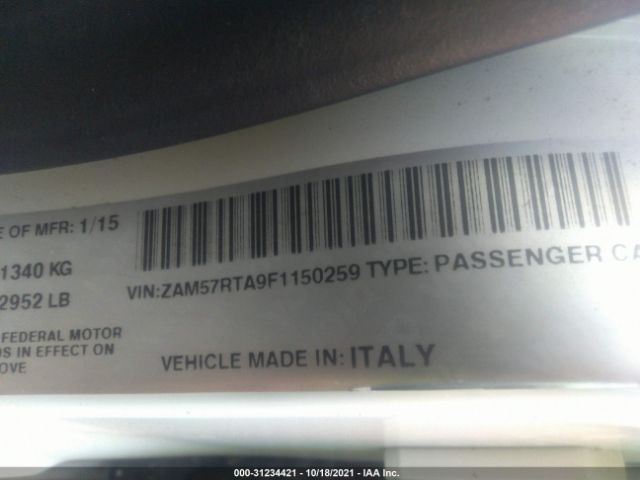 E OF MFR: 1/15
1340 KG
2952 LB
VIN:ZAM57RTA9F1150259 TYPE: PASSENGER CA
FEDERAL MOTOR
DS IN EFFECT ON
OVE
VEHICLE MADE IN: ITALY
000-31234421 - 10/18/2021 - IAA Inc.